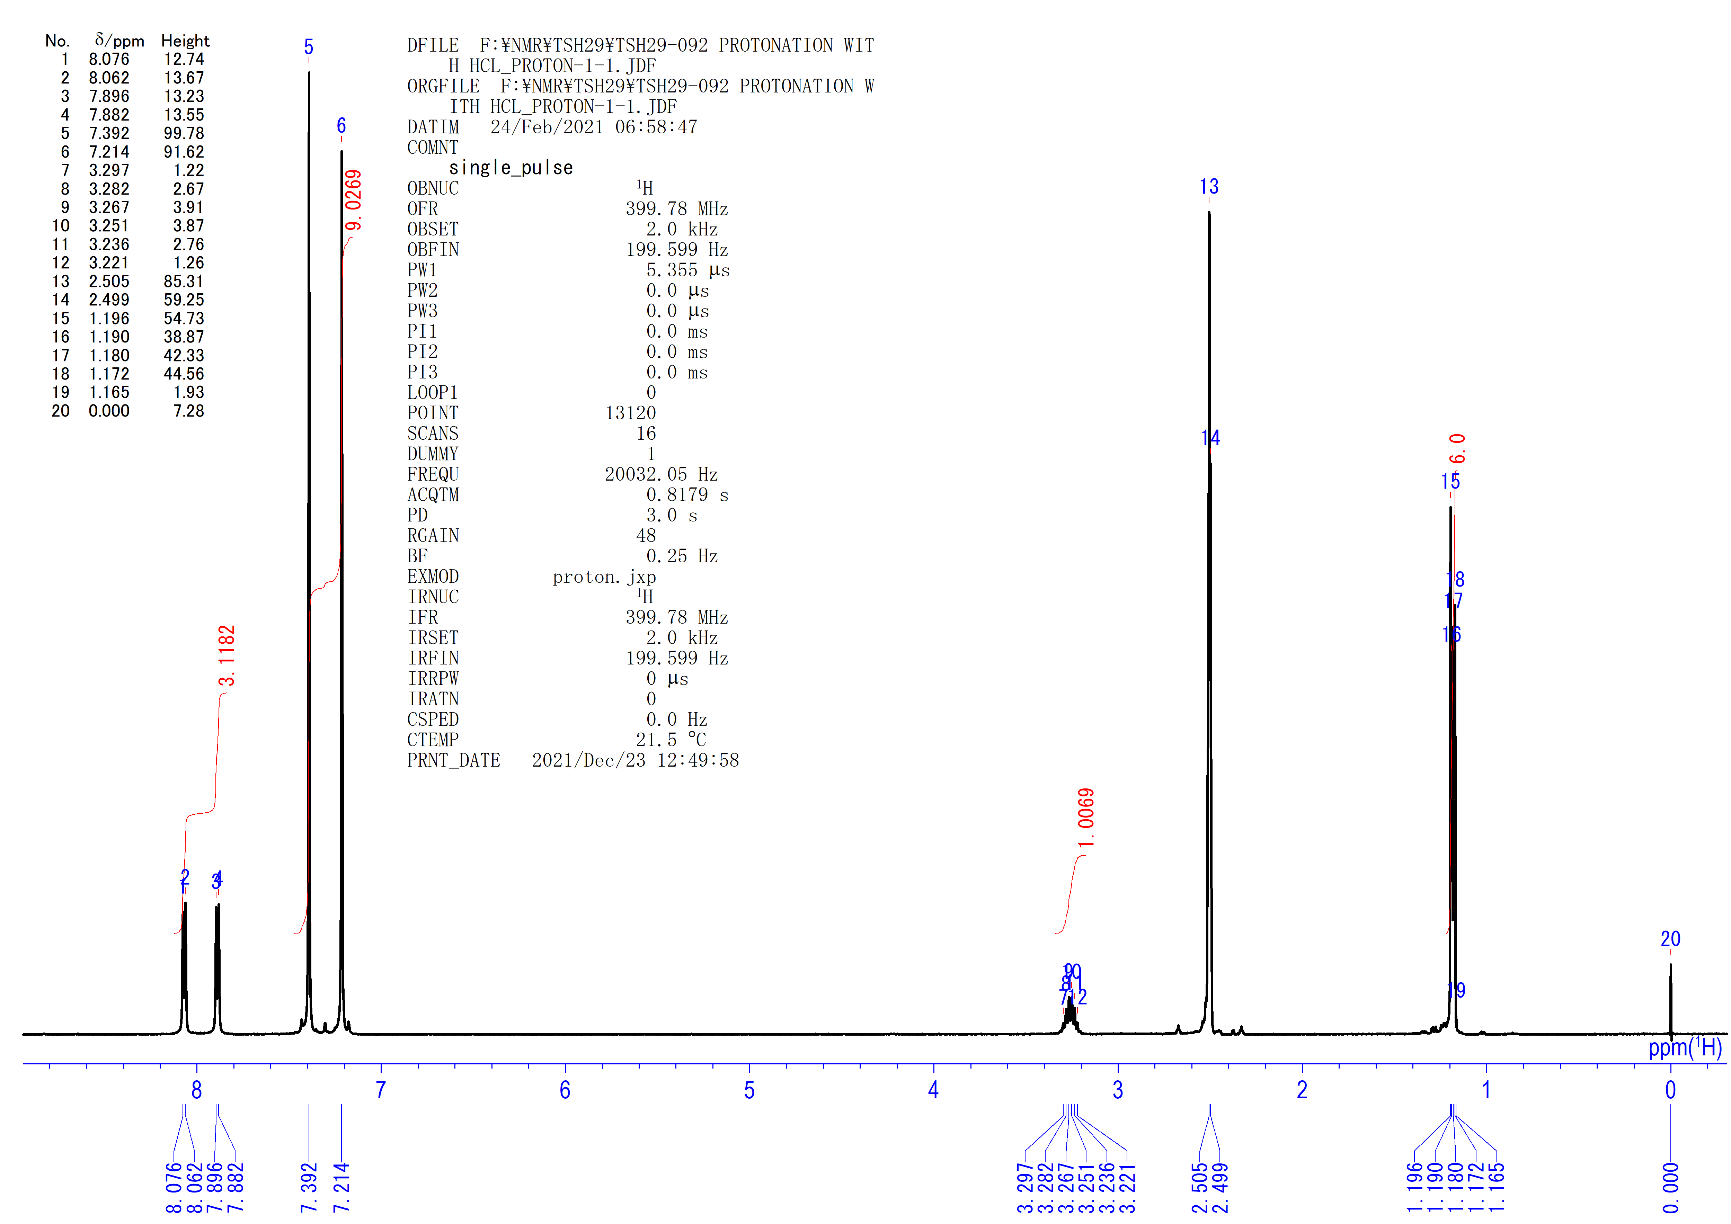 No. δ/ppm Height
1 8.076 12.74
2 8.062 13.67
3 7.896 13.23
4 7.882 13.55
5 7.392 99.78
6 7.214 91.62
7 3.297 1.22
8 3.282 2.67
9 3.267 3.91
10 3.251 3.87
11 3.236 2.76
12 3.221 1.26
13 2.505 85.31
14 2.499 59.25
15 1.196 54.73
16 1.190 38.87
17 1.180 42.33
18 1.172 44.56
19 1.165 1.93
20 0.000 7.28
DFILE F:¥NMR¥TSH29¥TSH29-092 PROTONATION WIT
H HCL_PROTON-1-1.JDF
ORGFILE F:¥NMR¥TSH29¥TSH29-092 PROTONATION W
ITH HCL_PROTON-1-1.JDF
DATIM 24/Feb/2021 06:58:47
COMNT
single_pulse
OBNUC 1H
OFR 399.78 MHz
OBSET 2.0 kHz
OBFIN 199.599 Hz
PW1 5.355 μs
PW2 0.0 μs
PW3 0.0 μs
PI1 0.0 ms
PI2 0.0 ms
PI3 0.0 ms
LOOP1 0
POINT 13120
SCANS 16
DUMMY 1
FREQU 20032.05 Hz
ACQTM 0.8179 s
PD 3.0 s
RGAIN 48
BF 0.25 Hz
EXMOD proton.jxp
IRNUC 1H
IFR 399.78 MHz
IRSET 2.0 kHz
IRFIN 199.599 Hz
IRRPW 0 μs
IRATN 0
CSPED 0.0 Hz
CTEMP 21.5 °C
PRNT_DATE 2021/Dec/23 12:49:58
5
6
9.0269
3.1182
2
3
4
1.0069
9
10
8
11
7
12
13
14
6.0
15
18
17
16
19
20
ppm(1H)
8 7 6 5 4 3 2 1 0
8.076
8.062
7.896
7.882
7.392
7.214
3.297
3.282
3.267
3.251
3.236
3.221
2.505
2.499
1.196
1.190
1.180
1.172
1.165
0.000